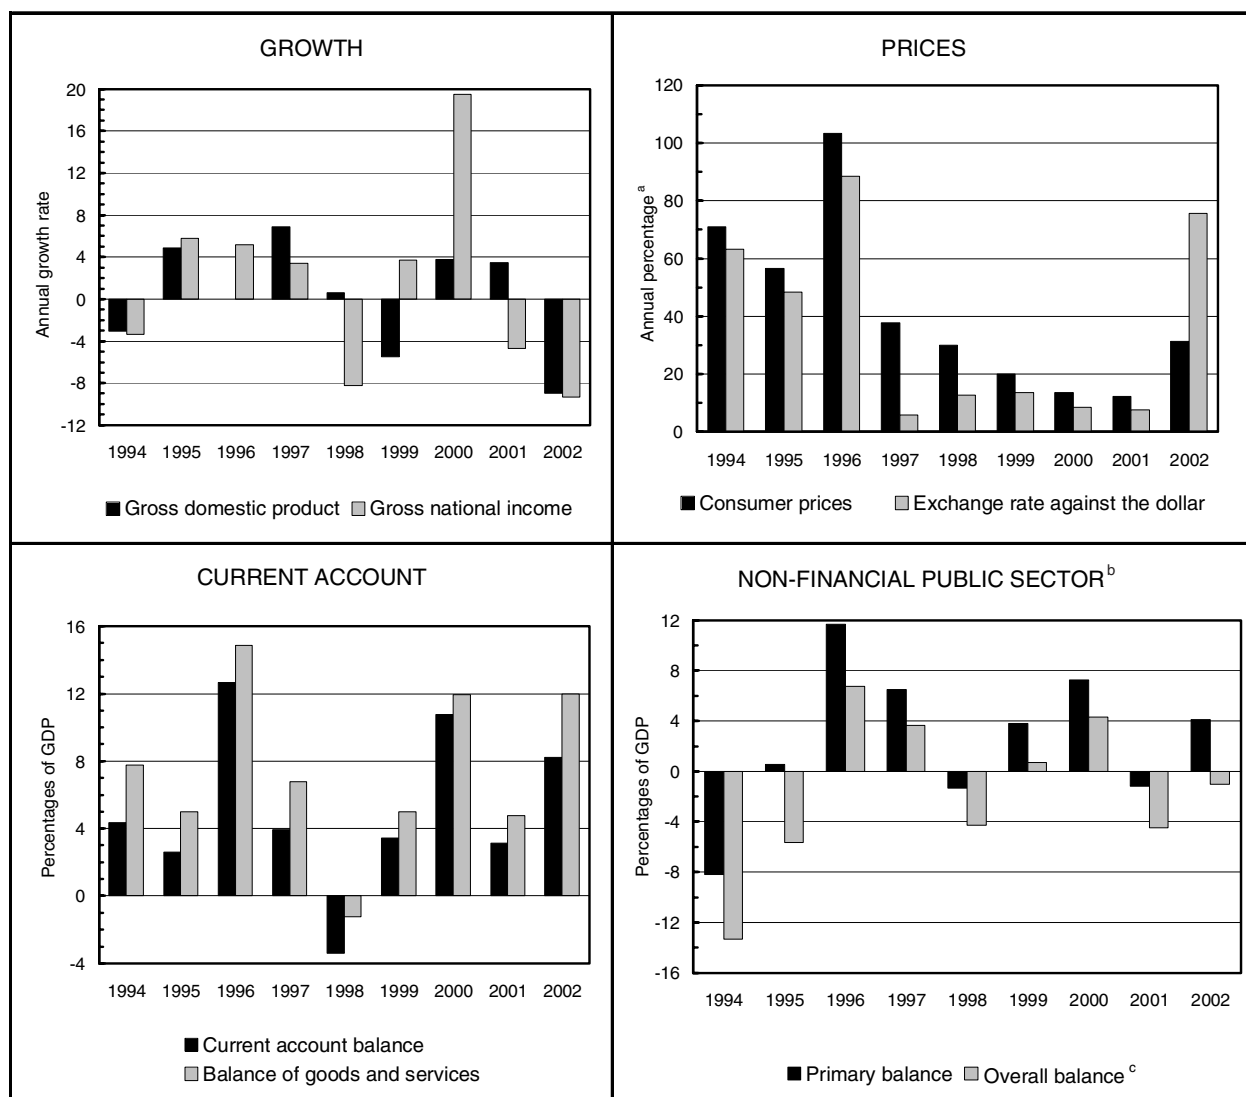 GROWTH
Annual growth rate
20
16
12
8
4
0
-4
-8
-12
1994 1995 1996 1997 1998 1999 2000 2001 2002
Gross domestic product Gross national income
PRICES
Annual percentage a
120
100
80
60
40
20
0
1994 1995 1996 1997 1998 1999 2000 2001 2002
Consumer prices Exchange rate against the dollar
CURRENT ACCOUNT
Percentages of GDP
16
12
8
4
0
-4
1994 1995 1996 1997 1998 1999 2000 2001 2002
Current account balance
Balance of goods and services
NON-FINANCIAL PUBLIC SECTOR b
Percentages of GDP
12
8
4
0
-4
-8
-12
-16
1994 1995 1996 1997 1998 1999 2000 2001 2002
Primary balance Overall balance c